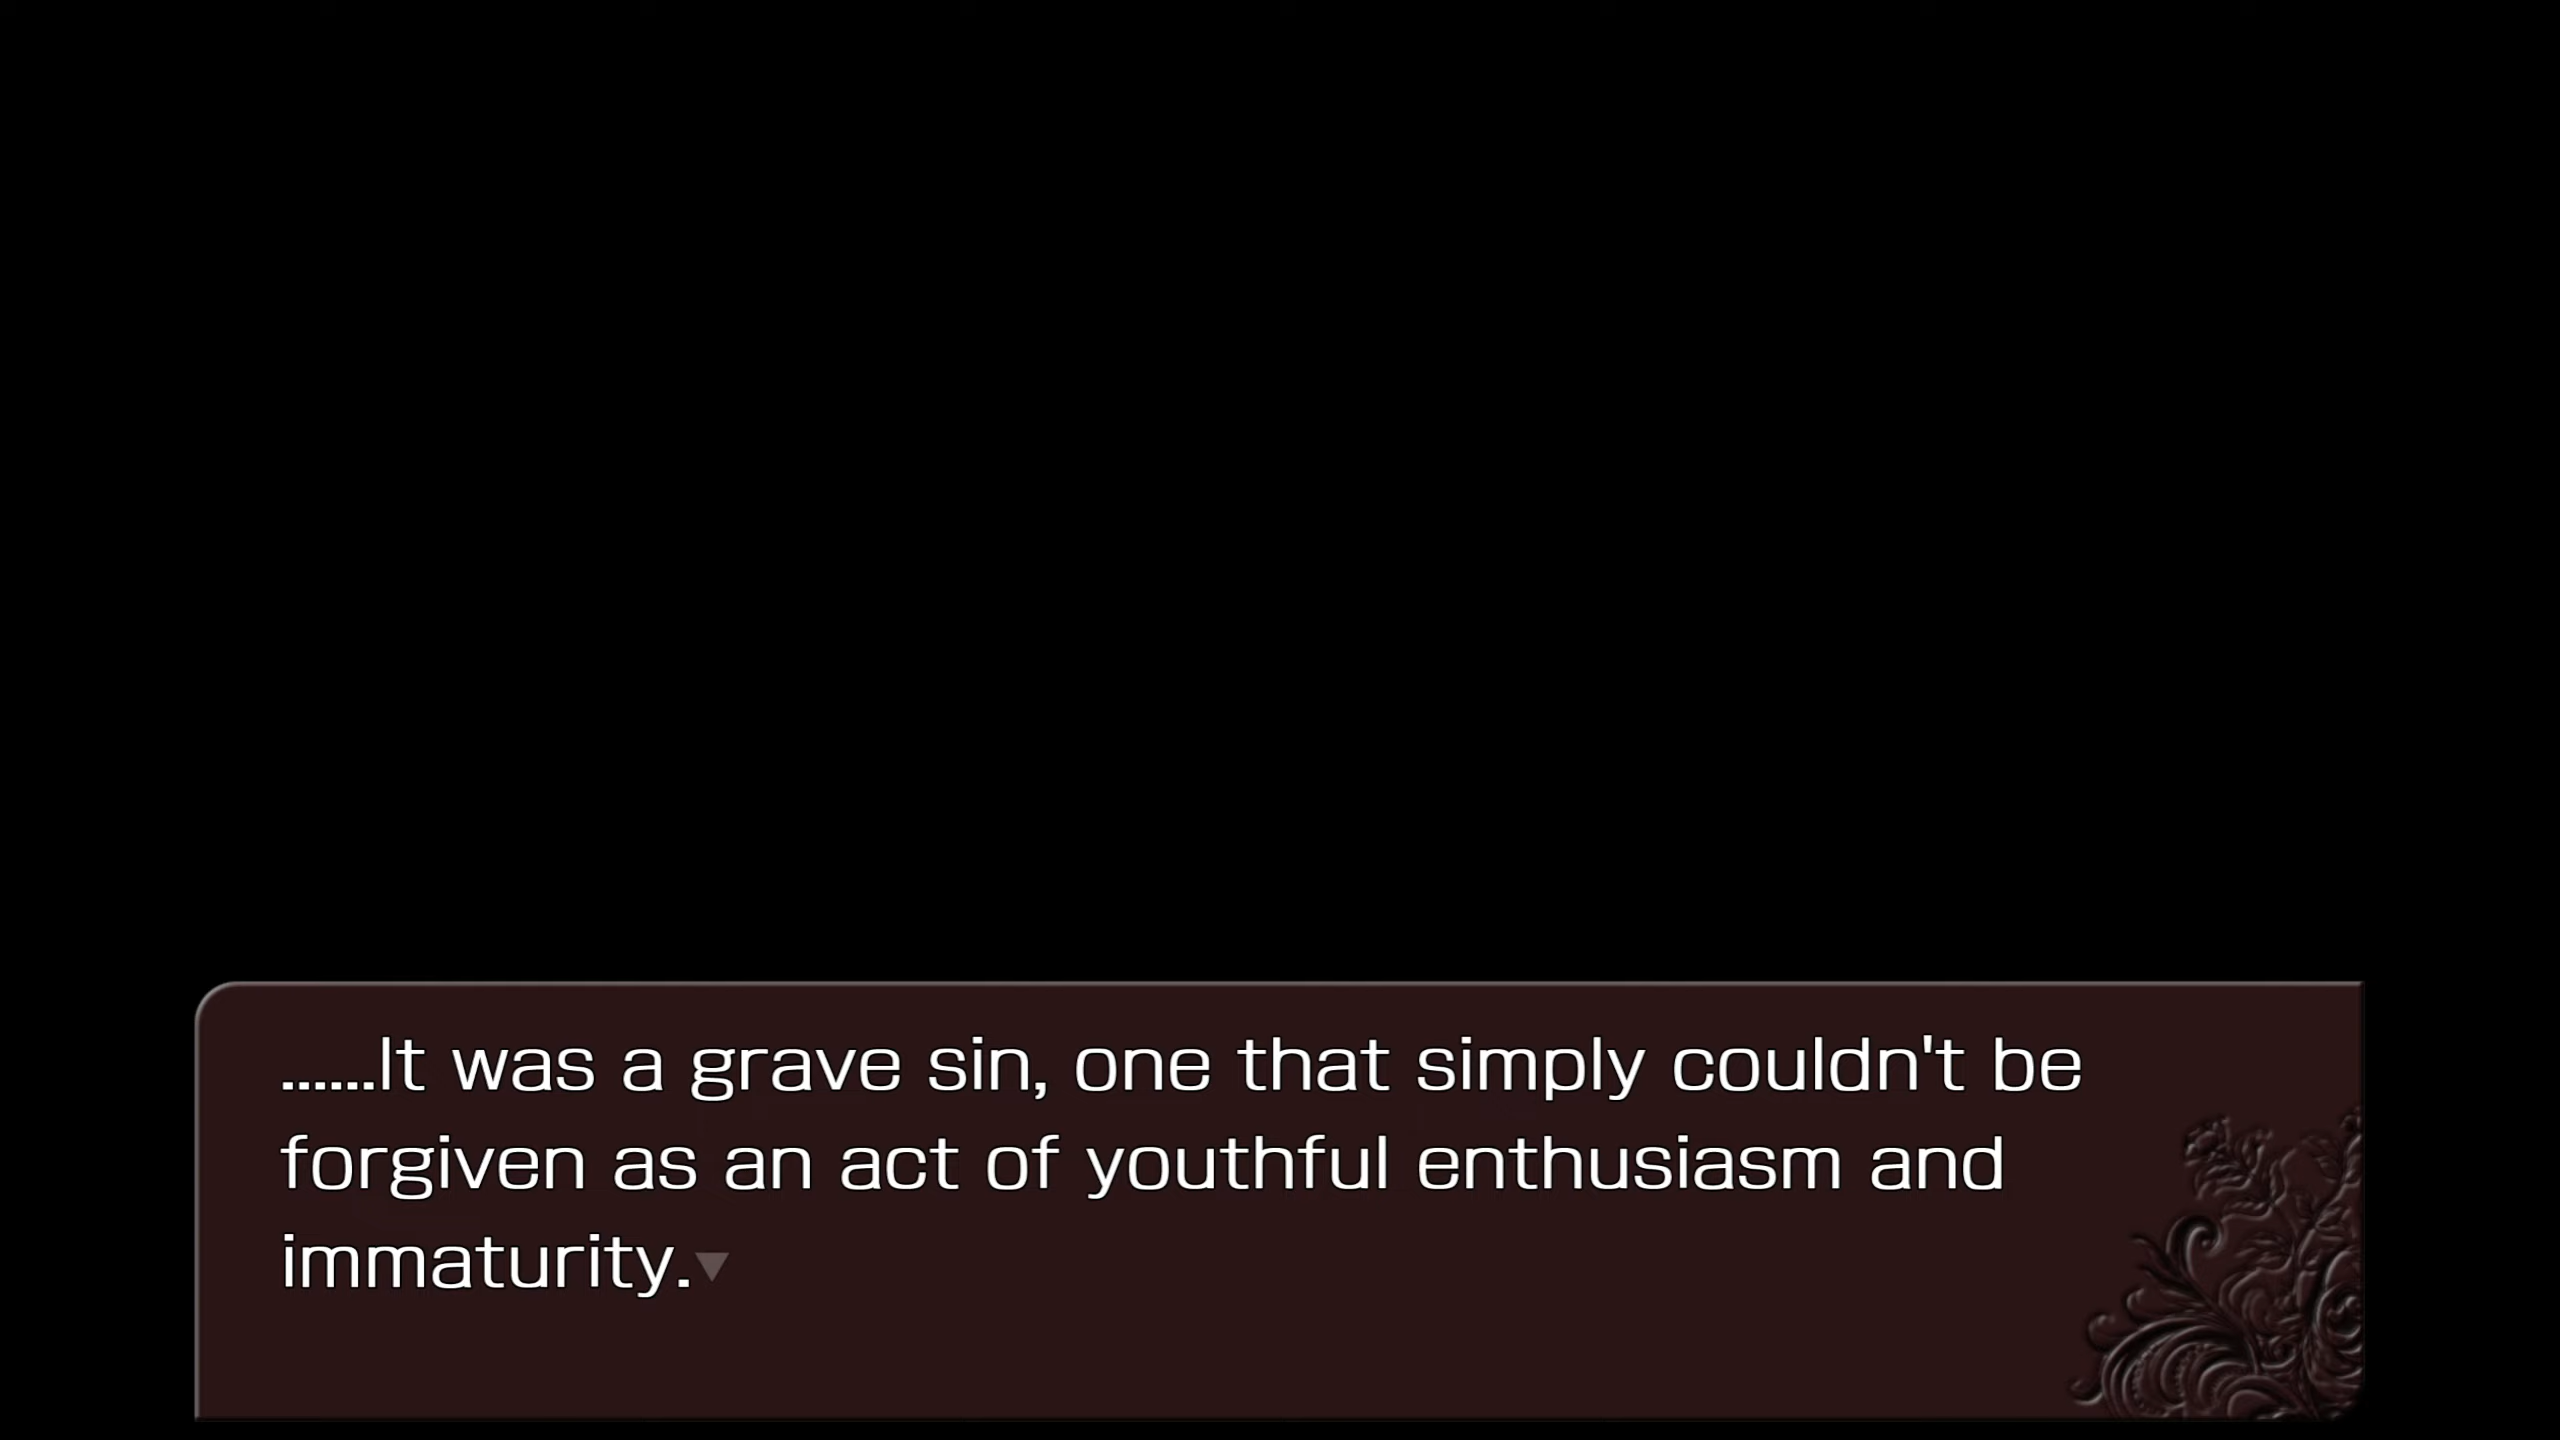 ......It was a grave sin, one that simply couldn't be
forgiven as an act of youthful enthusiasm and
immaturity.